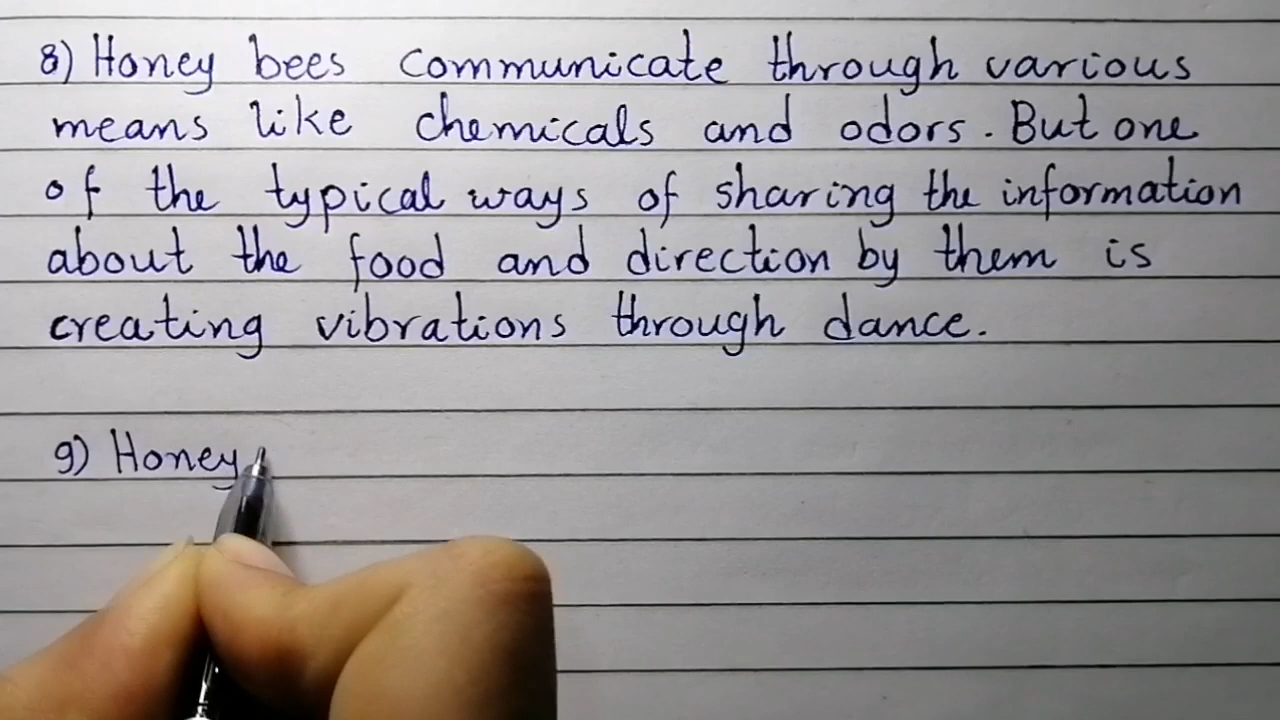 8) Honey bees communicate through various
means like chemicals and odors. But one
of the typical ways of sharing the information
about the food and direction by them is
creating vibrations through dance.
9) Honey